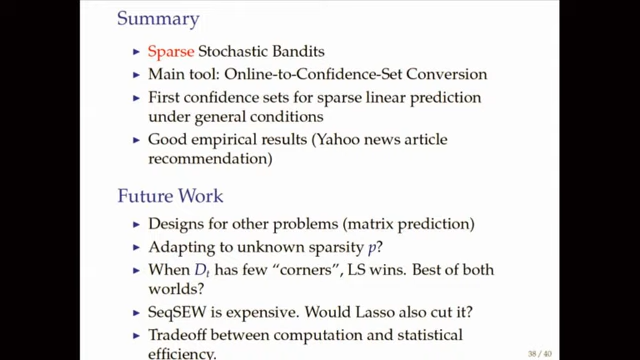 Summary
▶ Sparse Stochastic Bandits
▶ Main tool: Online-to-Confidence-Set Conversion
▶ First confidence sets for sparse linear prediction
under general conditions
▶ Good empirical results (Yahoo news article
recommendation)
Future Work
▶ Designs for other problems (matrix prediction)
▶ Adapting to unknown sparsity p?
▶ When Dₜ has few “corners”, LS wins. Best of both
worlds?
▶ SeqSEW is expensive. Would Lasso also cut it?
▶ Tradeoff between computation and statistical
efficiency.
38 / 40